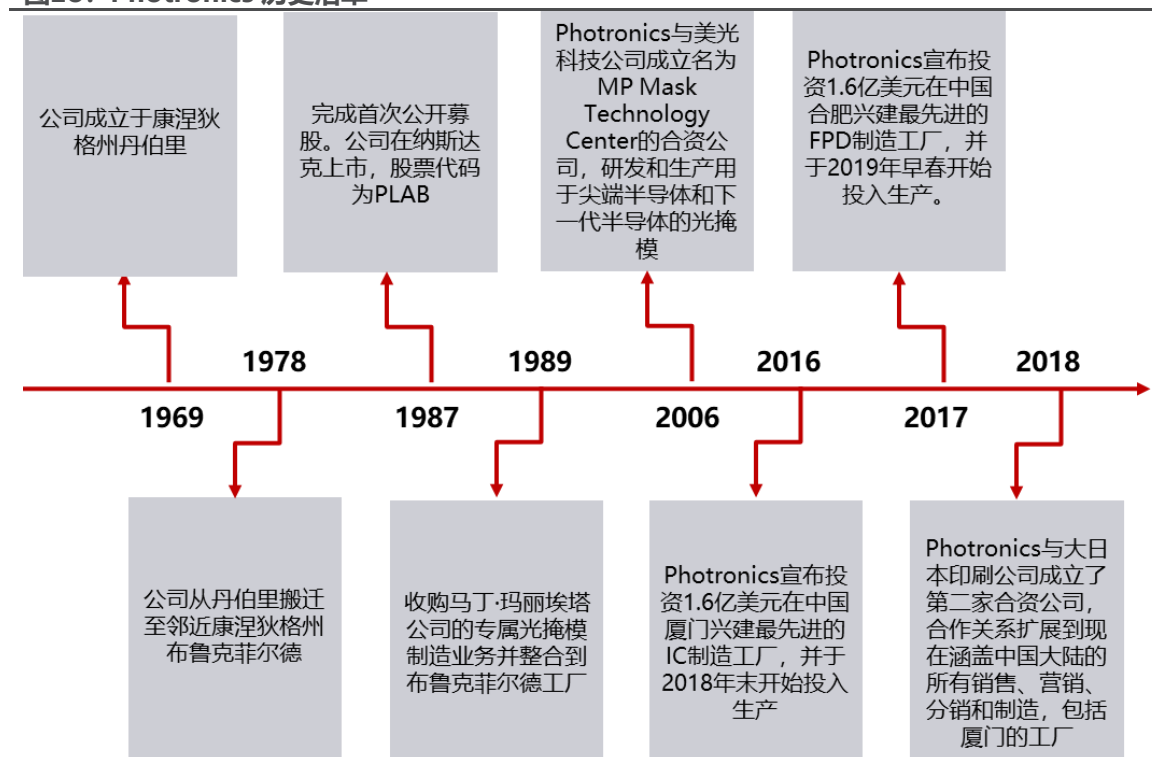 公司成立于康涅狄
格州丹伯里
完成首次公开募
股。公司在纳斯达
克上市，股票代码
为PLAB
Photronics与美光
科技公司成立名为
MP Mask
Technology
Center的合资公
司，研发和生产用
于尖端半导体和下
一代半导体的光掩
模
Photronics宣布投
资1.6亿美元在中国
合肥兴建最先进的
FPD制造工厂，并
于2019年早春开始
投入生产。
1978
1989
2016
2018
1969
1987
2006
2017
公司从丹伯里搬迁
至邻近康涅狄格州
布鲁克菲尔德
收购马丁·玛丽埃塔
公司的专属光掩模
制造业务并整合到
布鲁克菲尔德工厂
Photronics宣布投
资1.6亿美元在中国
厦门兴建最先进的
IC制造工厂，并于
2018年末开始投入
生产
Photronics与大日
本印刷公司成立了
第二家合资公司，
合作关系扩展到现
在涵盖中国大陆的
所有销售、营销、
分销和制造，包括
厦门的工厂